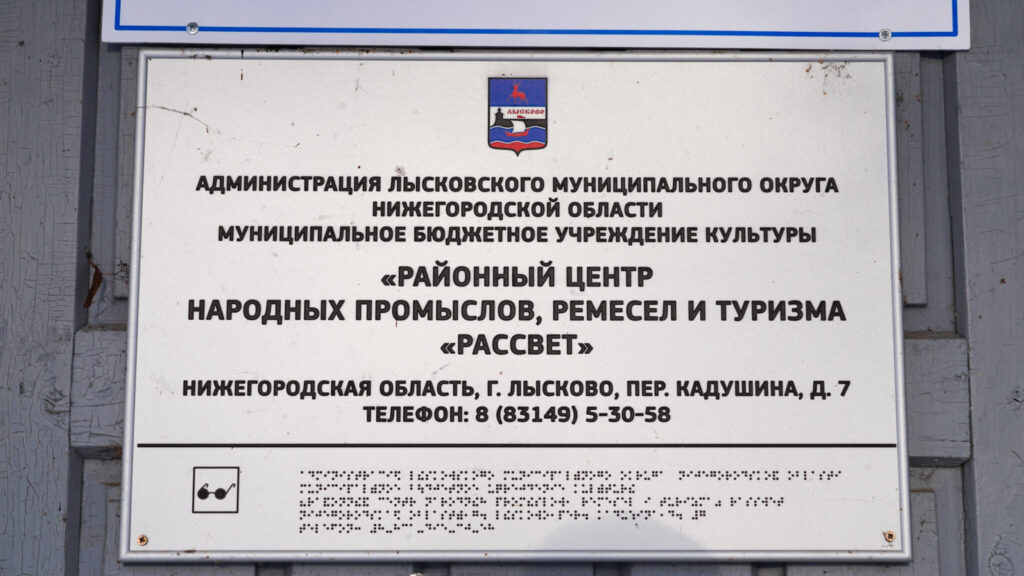 ЛЫСКОВО
АДМИНИСТРАЦИЯ ЛЫСКОВСКОГО МУНИЦИПАЛЬНОГО ОКРУГА
НИЖЕГОРОДСКОЙ ОБЛАСТИ
МУНИЦИПАЛЬНОЕ БЮДЖЕТНОЕ УЧРЕЖДЕНИЕ КУЛЬТУРЫ
«РАЙОННЫЙ ЦЕНТР
НАРОДНЫХ ПРОМЫСЛОВ, РЕМЕСЕЛ И ТУРИЗМА
«РАССВЕТ»
НИЖЕГОРОДСКАЯ ОБЛАСТЬ, Г. ЛЫСКОВО, ПЕР. КАДУШИНА, Д. 7
ТЕЛЕФОН: 8 (83149) 5-30-58